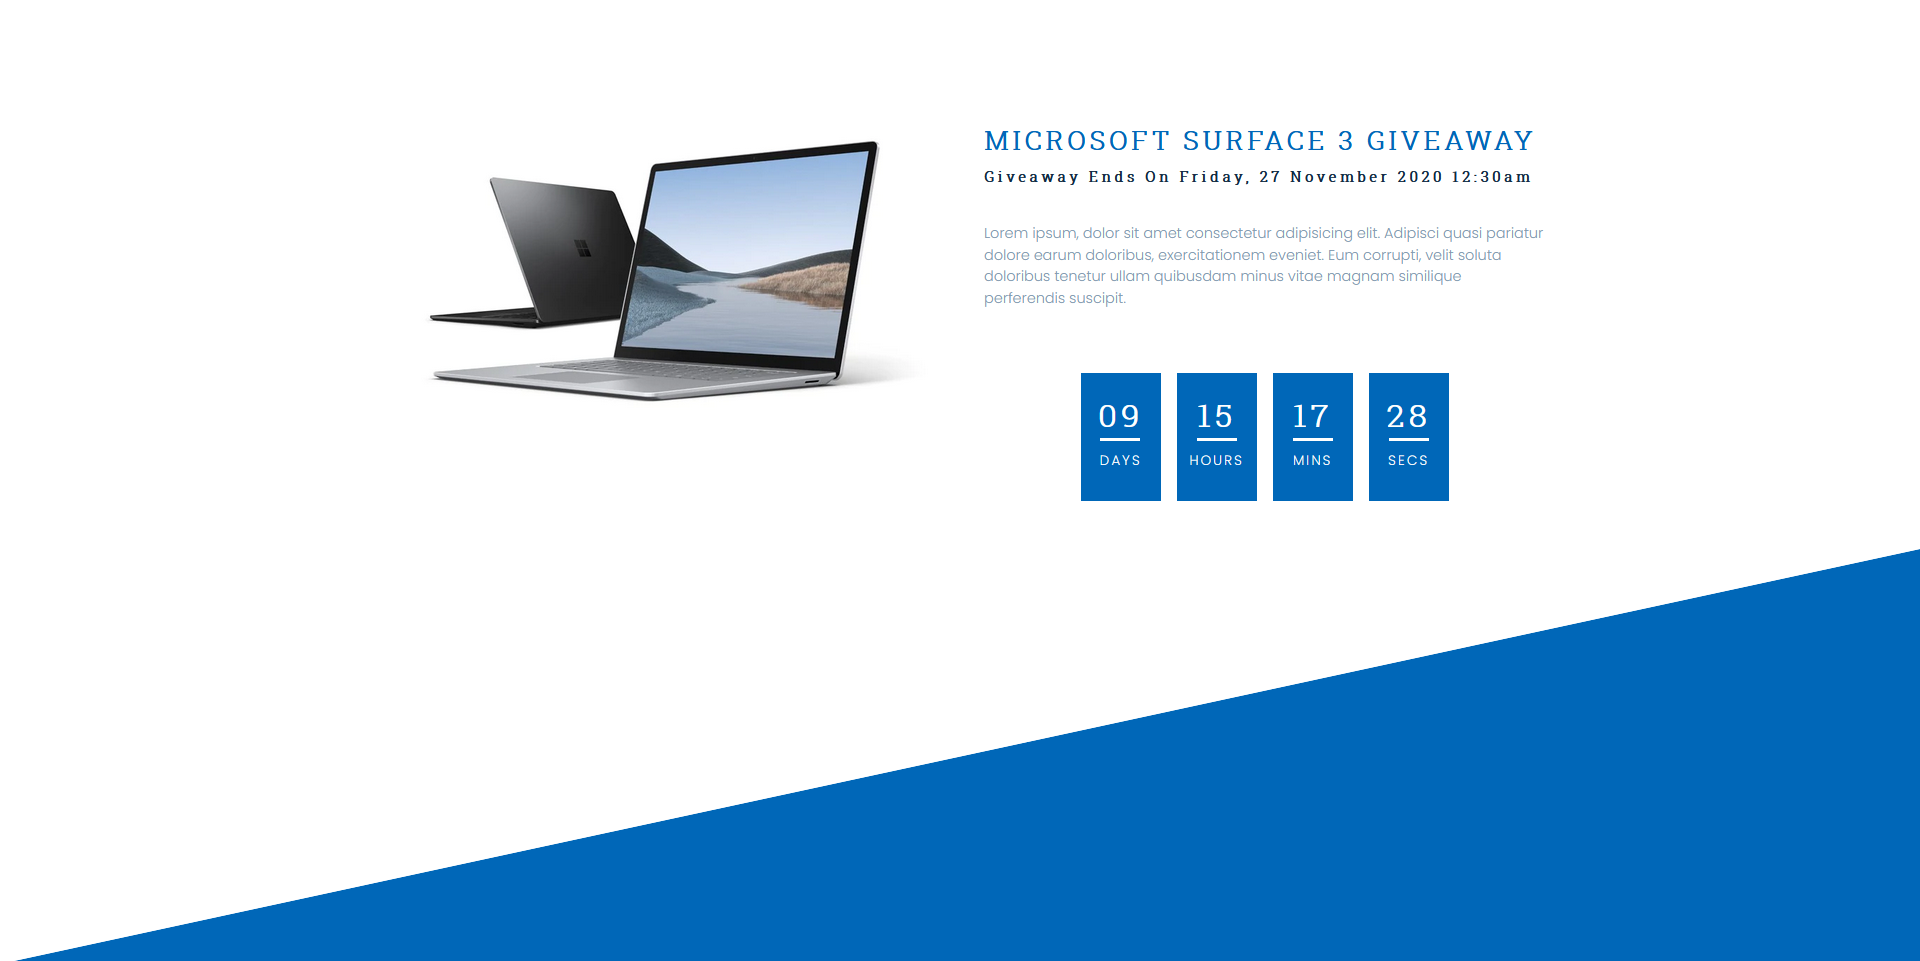 MICROSOFT SURFACE 3 GIVEAWAY
Giveaway Ends On Friday, 27 November 2020 12:30am
Lorem ipsum, dolor sit amet consectetur adipisicing elit. Adipisci quasi pariatur
dolore earum doloribus, exercitationem eveniet. Eum corrupti, velit soluta
doloribus tenetur ullam quibusdam minus vitae magnam similique
perferendis suscipit.
09 15 17 28
DAYS HOURS MINS SECS